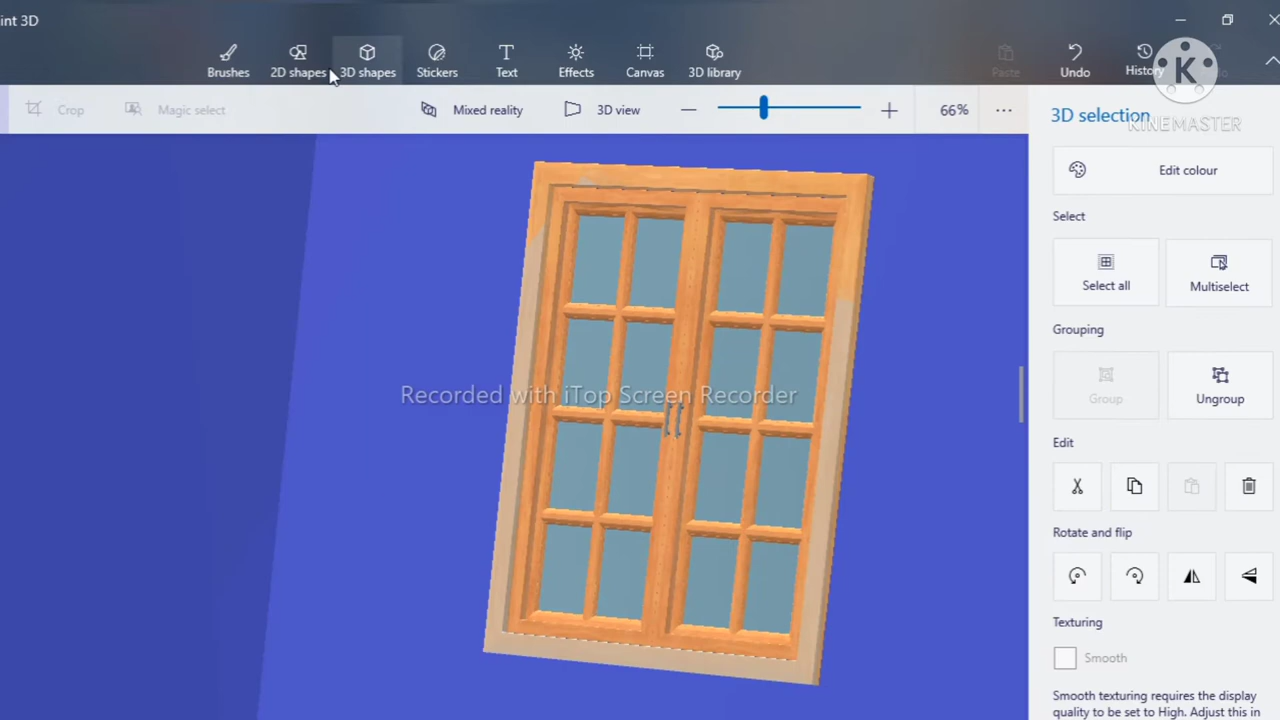 int 3D
Brushes
2D shapes
3D shapes
Stickers
Text
Effects
Canvas
3D library
Paste
Undo
History
K
KINEMASTER
Crop
Magic select
Mixed reality
3D view
66%
3D selection
Edit colour
Select
Select all
Multiselect
Grouping
Group
Ungroup
Recorded with iTop Screen Recorder
Edit
Rotate and flip
Texturing
Smooth
Smooth texturing requires the display
quality to be set to High. Adjust this in